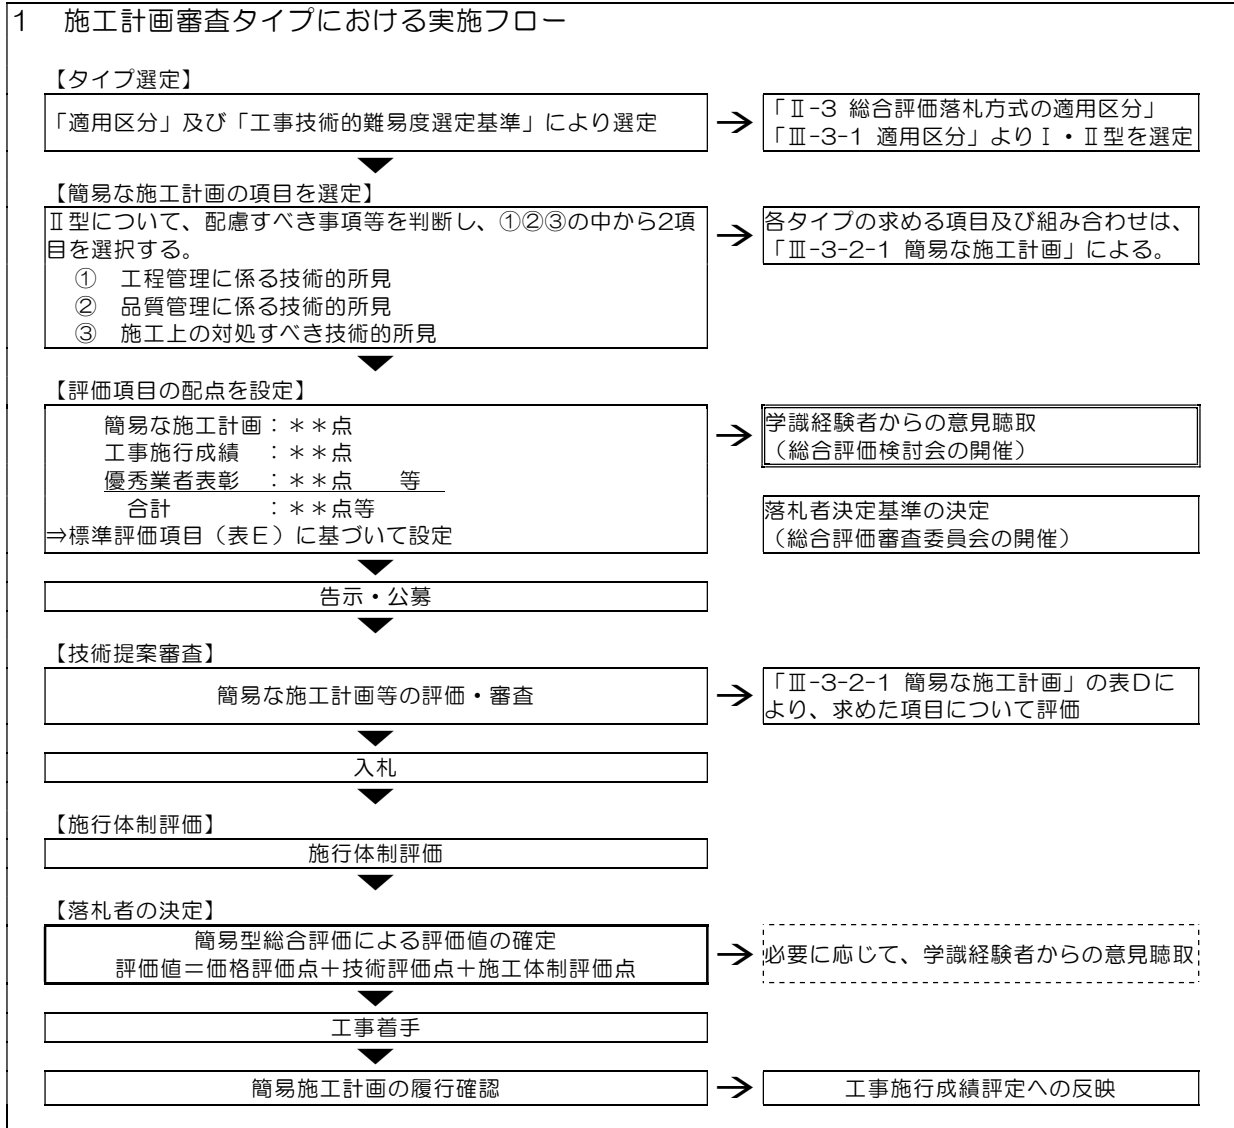 1　施工計画審査タイプにおける実施フロー
【タイプ選定】
「適用区分」及び「工事技術的難易度選定基準」により選定
→
「Ⅱ-3 総合評価落札方式の適用区分」
「Ⅲ-3-1 適用区分」よりⅠ・Ⅱ型を選定
【簡易な施工計画の項目を選定】
Ⅱ型について、配慮すべき事項等を判断し、①②③の中から2項
目を選択する。
①　工程管理に係る技術的所見
②　品質管理に係る技術的所見
③　施工上の対処すべき技術的所見
→
各タイプの求める項目及び組み合わせは、
「Ⅲ-3-2-1 簡易な施工計画」による。
【評価項目の配点を設定】
簡易な施工計画：＊＊点
工事施行成績　：＊＊点
優秀業者表彰　：＊＊点　　等
合計　　　　：＊＊点等
⇒標準評価項目（表E）に基づいて設定
→
学識経験者からの意見聴取
（総合評価検討会の開催）
落札者決定基準の決定
（総合評価審査委員会の開催）
告示・公募
【技術提案審査】
簡易な施工計画等の評価・審査
→
「Ⅲ-3-2-1 簡易な施工計画」の表Dに
より、求めた項目について評価
入札
【施行体制評価】
施行体制評価
【落札者の決定】
簡易型総合評価による評価値の確定
評価値＝価格評価点＋技術評価点＋施工体制評価点
→
必要に応じて、学識経験者からの意見聴取
工事着手
簡易施工計画の履行確認
→
工事施行成績評定への反映